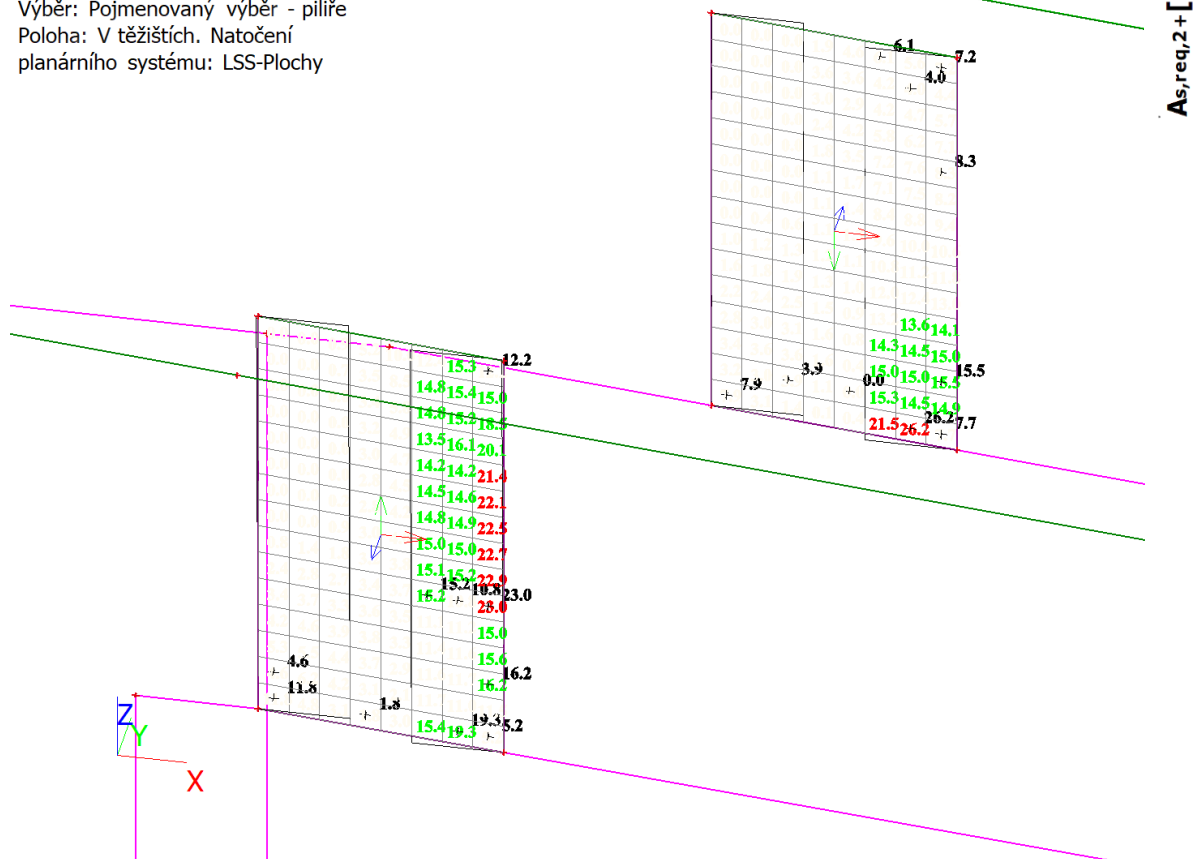 Výběr: Pojmenovaný výběr - pilíře
Poloha: V těžištích. Natočení
planárního systému: LSS-Plochy
As,req,2+[
6.1
7.2
4.0
8.3
13.6 14.1
14.3 14.5 15.0
15.0 15.0 15.5 15.5
7.9 3.9 0.0
15.3 14.5 14.9
21.5 26.2 26.2 7.7
12.2
15.3
14.8 15.4 15.0
14.8 15.2 18.5
13.5 16.1 20.1
14.2 14.2 21.4
14.5 14.6 22.1
14.8 14.9 22.5
15.0 15.0 22.7
15.1 15.2 22.9
15.2 15.2 10.8 23.0
23.0
15.0
4.6 15.6
11.8 16.2 16.2
1.8
15.4 19.3 19.3 5.2
Z
Y
X